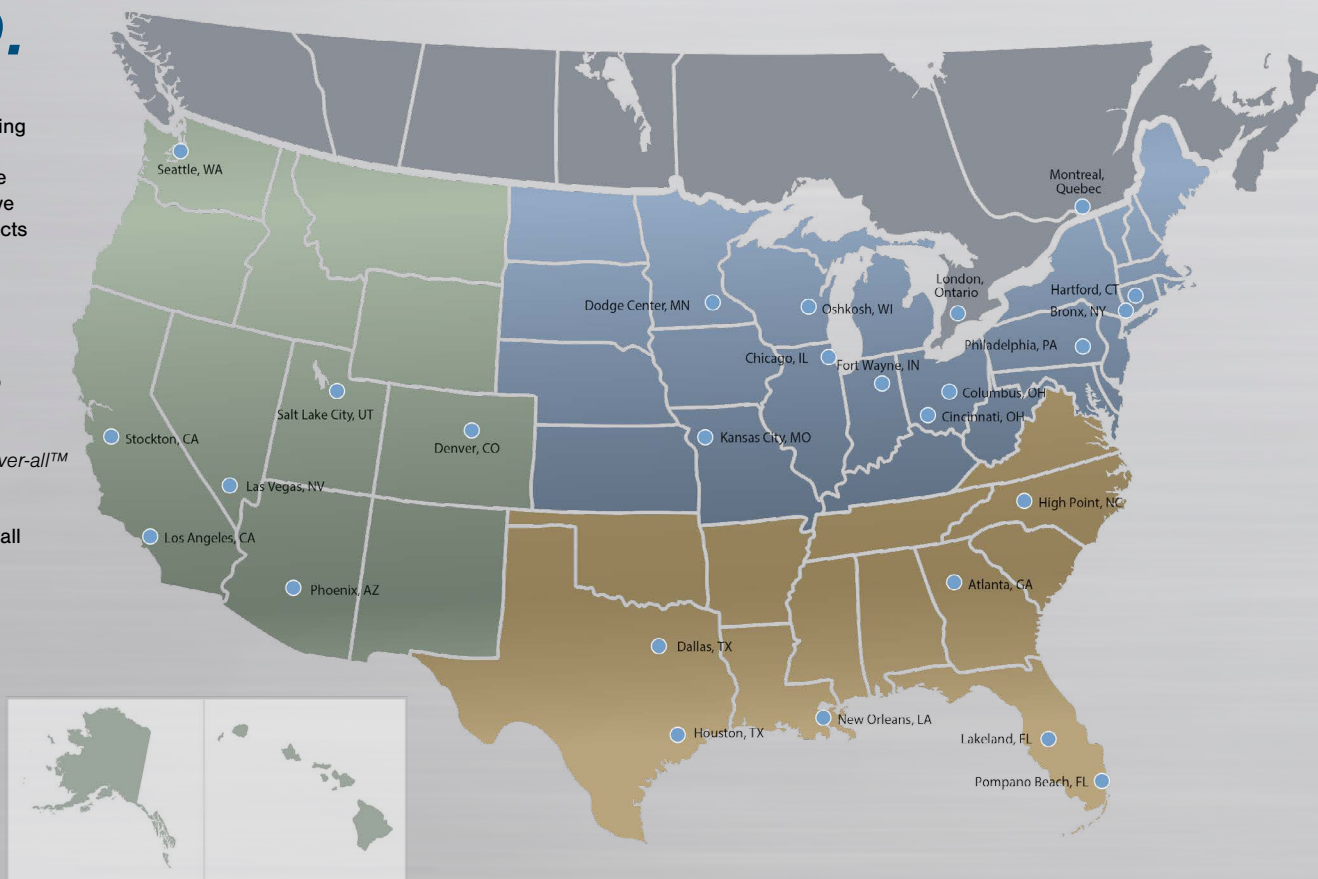 .
ing
e
ve
cts
ver-all™
all
Seattle, WA
Montreal,
Quebec
London,
Ontario
Hartford, CT
Bronx, NY
Dodge Center, MN
Oshkosh, WI
Philadelphia, PA
Chicago, IL
Fort Wayne, IN
Columbus, OH
Cincinnati, OH
Salt Lake City, UT
Stockton, CA
Denver, CO
Kansas City, MO
Las Vegas, NV
High Point, NC
Los Angeles, CA
Phoenix, AZ
Atlanta, GA
Dallas, TX
New Orleans, LA
Houston, TX
Lakeland, FL
Pompano Beach, FL